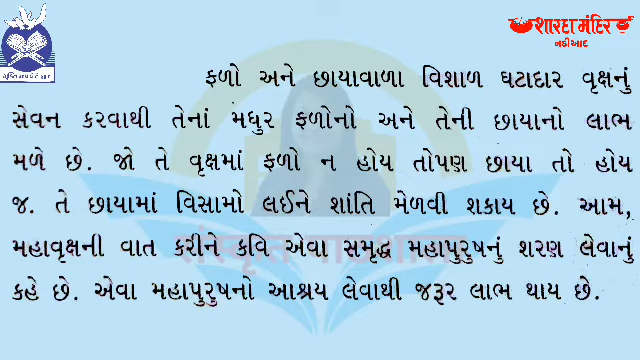 શારદા મંદિર
નડીઆદ
ફળો અને છાયાવાળા વિશાળ ઘટાદાર વૃક્ષનું
સેવન કરવાથી તેનાં મધુર ફળોનો અને તેની છાયાનો લાભ
મળે છે. જો તે વૃક્ષમાં ફળો ન હોય તોપણ છાયા તો હોય
જ. તે છાયામાં વિસામો લઈને શાંતિ મેળવી શકાય છે. આમ,
મહાવૃક્ષની વાત કરીને કવિ એવા સમૃદ્ધ મહાપુરુષનું શરણ લેવાનું
કહે છે. એવા મહાપુરુષનો આશ્રય લેવાથી જરૂર લાભ થાય છે.